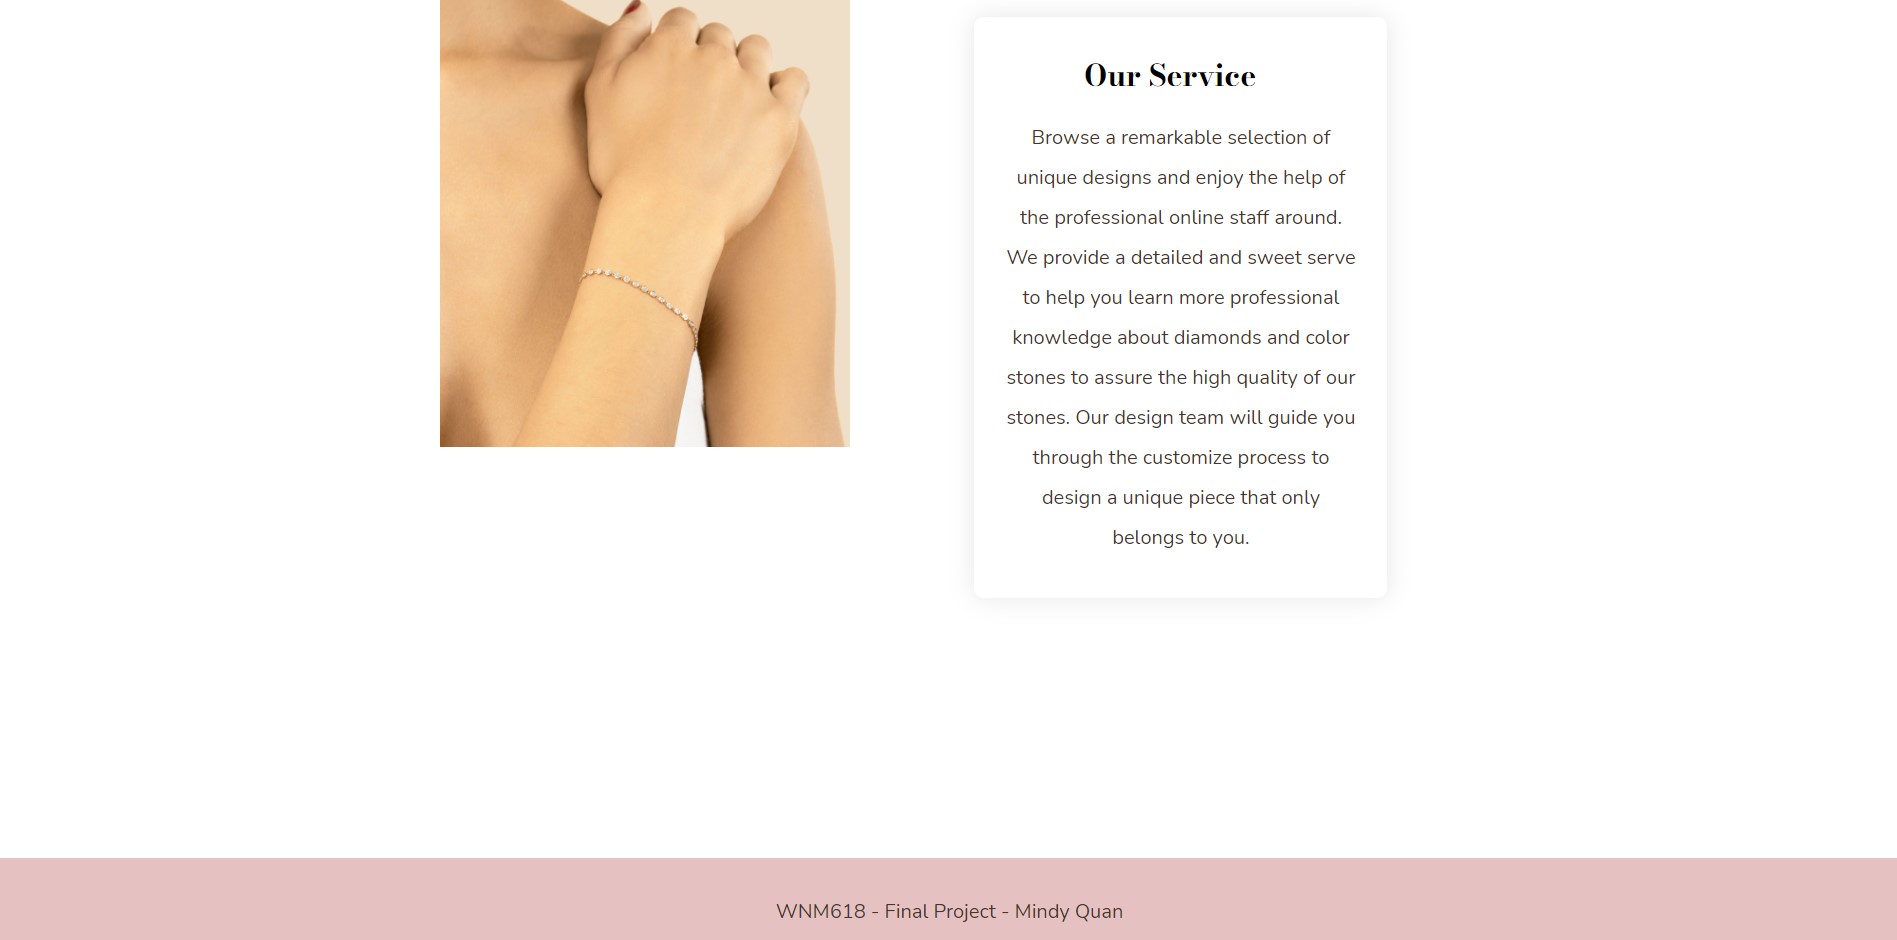 Our Service
Browse a remarkable selection of
unique designs and enjoy the help of
the professional online staff around.
We provide a detailed and sweet serve
to help you learn more professional
knowledge about diamonds and color
stones to assure the high quality of our
stones. Our design team will guide you
through the customize process to
design a unique piece that only
belongs to you.
WNM618 - Final Project - Mindy Quan